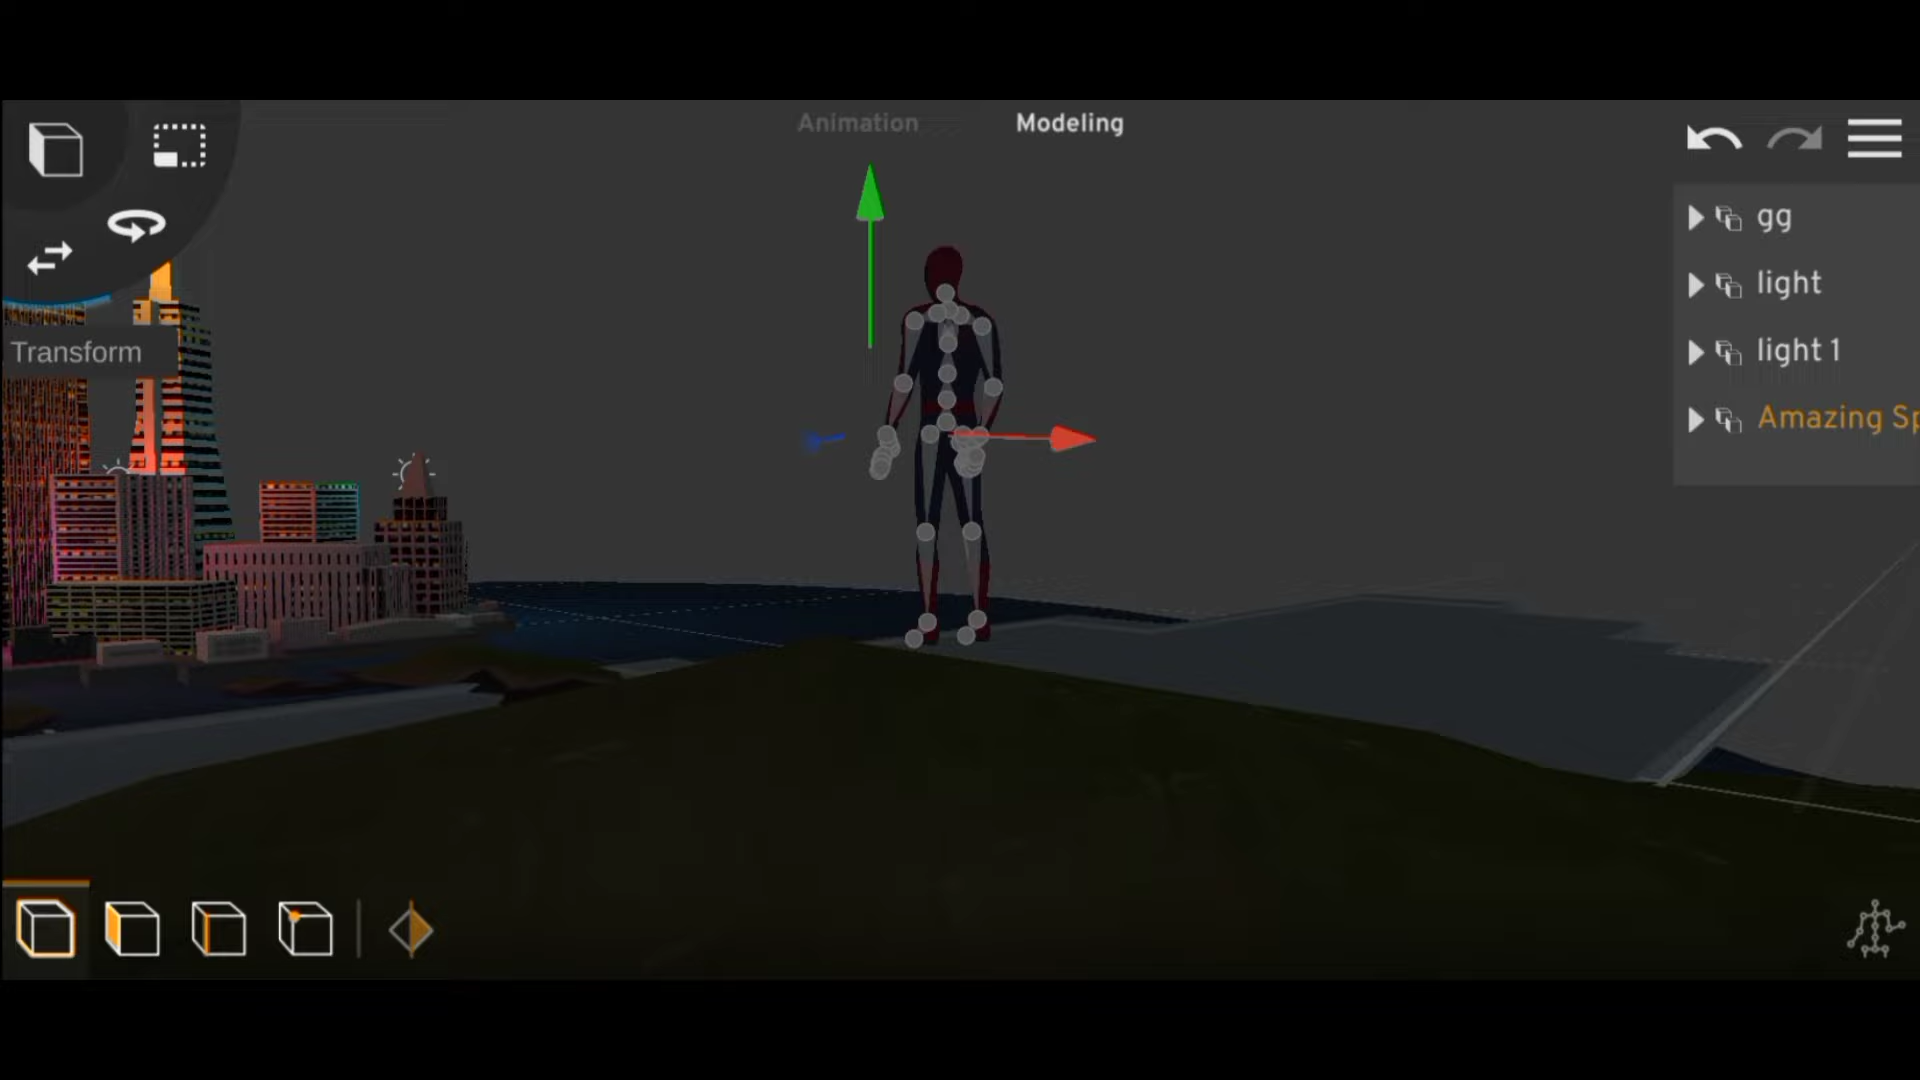 Animation
Modeling
Transform
gg
light
light 1
Amazing Sp